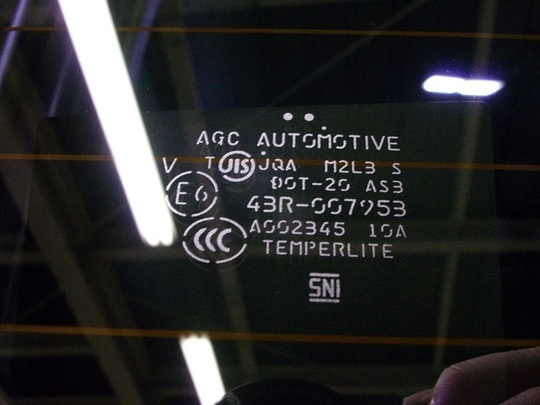 AGC AUTOMOTIVE
V T JIS JQA M2L3 S
DOT-20 AS3
E6 43R-007953
CCC A002345 10A
TEMPERLITE
SNI